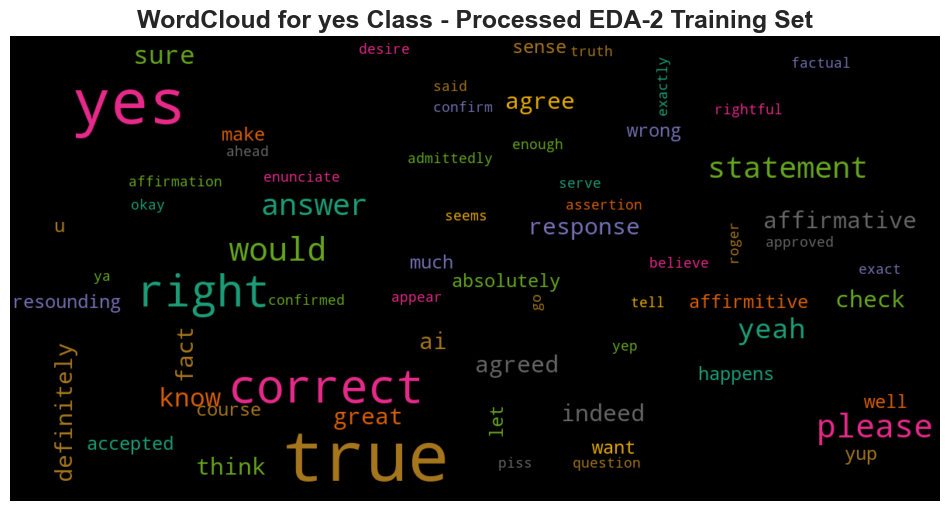 WordCloud for yes Class - Processed EDA-2 Training Set
sure
desire
sense
truth
factual
yes
said
exactly
confirm
agree
rightful
make
wrong
ahead
enough
admittedly
statement
affirmation
enunciate
serve
okay
answer
assertion
seems
response
affirmative
u
would
roger
approved
much
believe
exact
ya
absolutely
resounding
right
confirmed
appear
go
tell
affirmitive
check
yeah
fact
ai
yep
agreed
happens
definitely
correct
know
course
great
let
indeed
well
please
accepted
true
want
yup
think
piss
question